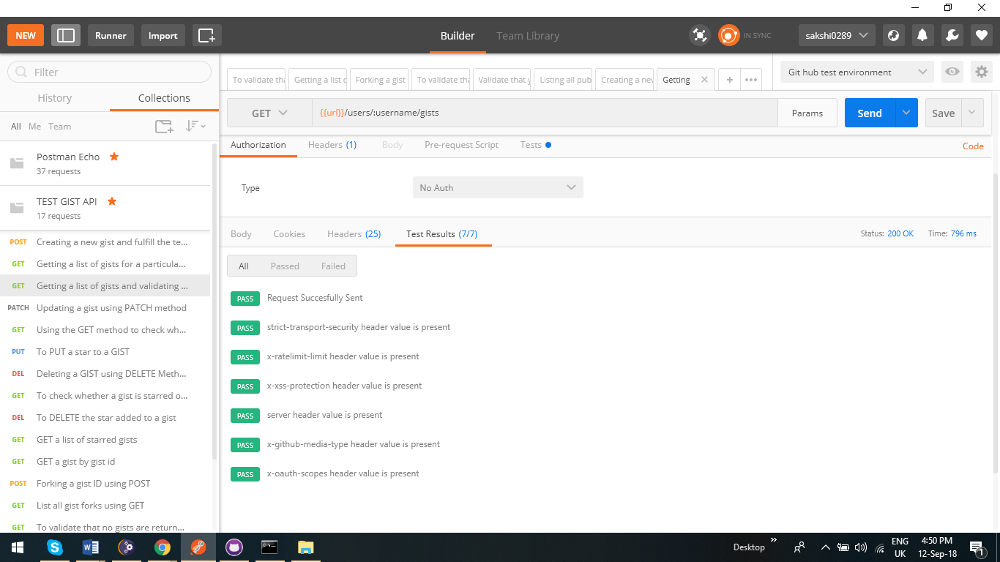 NEW
Runner
Import
Builder
Team Library
IN SYNC
sakshi0289
Filter
History
Collections
All Me Team
Postman Echo
37 requests
TEST GIST API
17 requests
POST Creating a new gist and fulfill the te...
GET Getting a list of gists for a particula...
GET Getting a list of gists and validating ...
PATCH Updating a gist using PATCH method
GET Using the GET method to check wh...
PUT To PUT a star to a GIST
DEL Deleting a GIST using DELETE Meth...
GET To check whether a gist is starred o...
DEL To DELETE the star added to a gist
GET GET a list of starred gists
GET GET a gist by gist id
POST Forking a gist ID using POST
GET List all gist forks using GET
GET To validate that no gists are return...
To validate tha
Getting a list o
Forking a gist
To validate tha
Validate that y
Listing all pub
Creating a new
Getting
Git hub test environment
GET
{{url}}/users/:username/gists
Params
Send
Save
Authorization
Headers (1)
Body
Pre-request Script
Tests
Code
Type
No Auth
Body
Cookies
Headers (25)
Test Results (7/7)
Status: 200 OK
Time: 796 ms
All
Passed
Failed
PASS Request Succesfully Sent
PASS strict-transport-security header value is present
PASS x-ratelimit-limit header value is present
PASS x-xss-protection header value is present
PASS server header value is present
PASS x-github-media-type header value is present
PASS x-oauth-scopes header value is present
Desktop
ENG
UK
4:50 PM
12-Sep-18
1